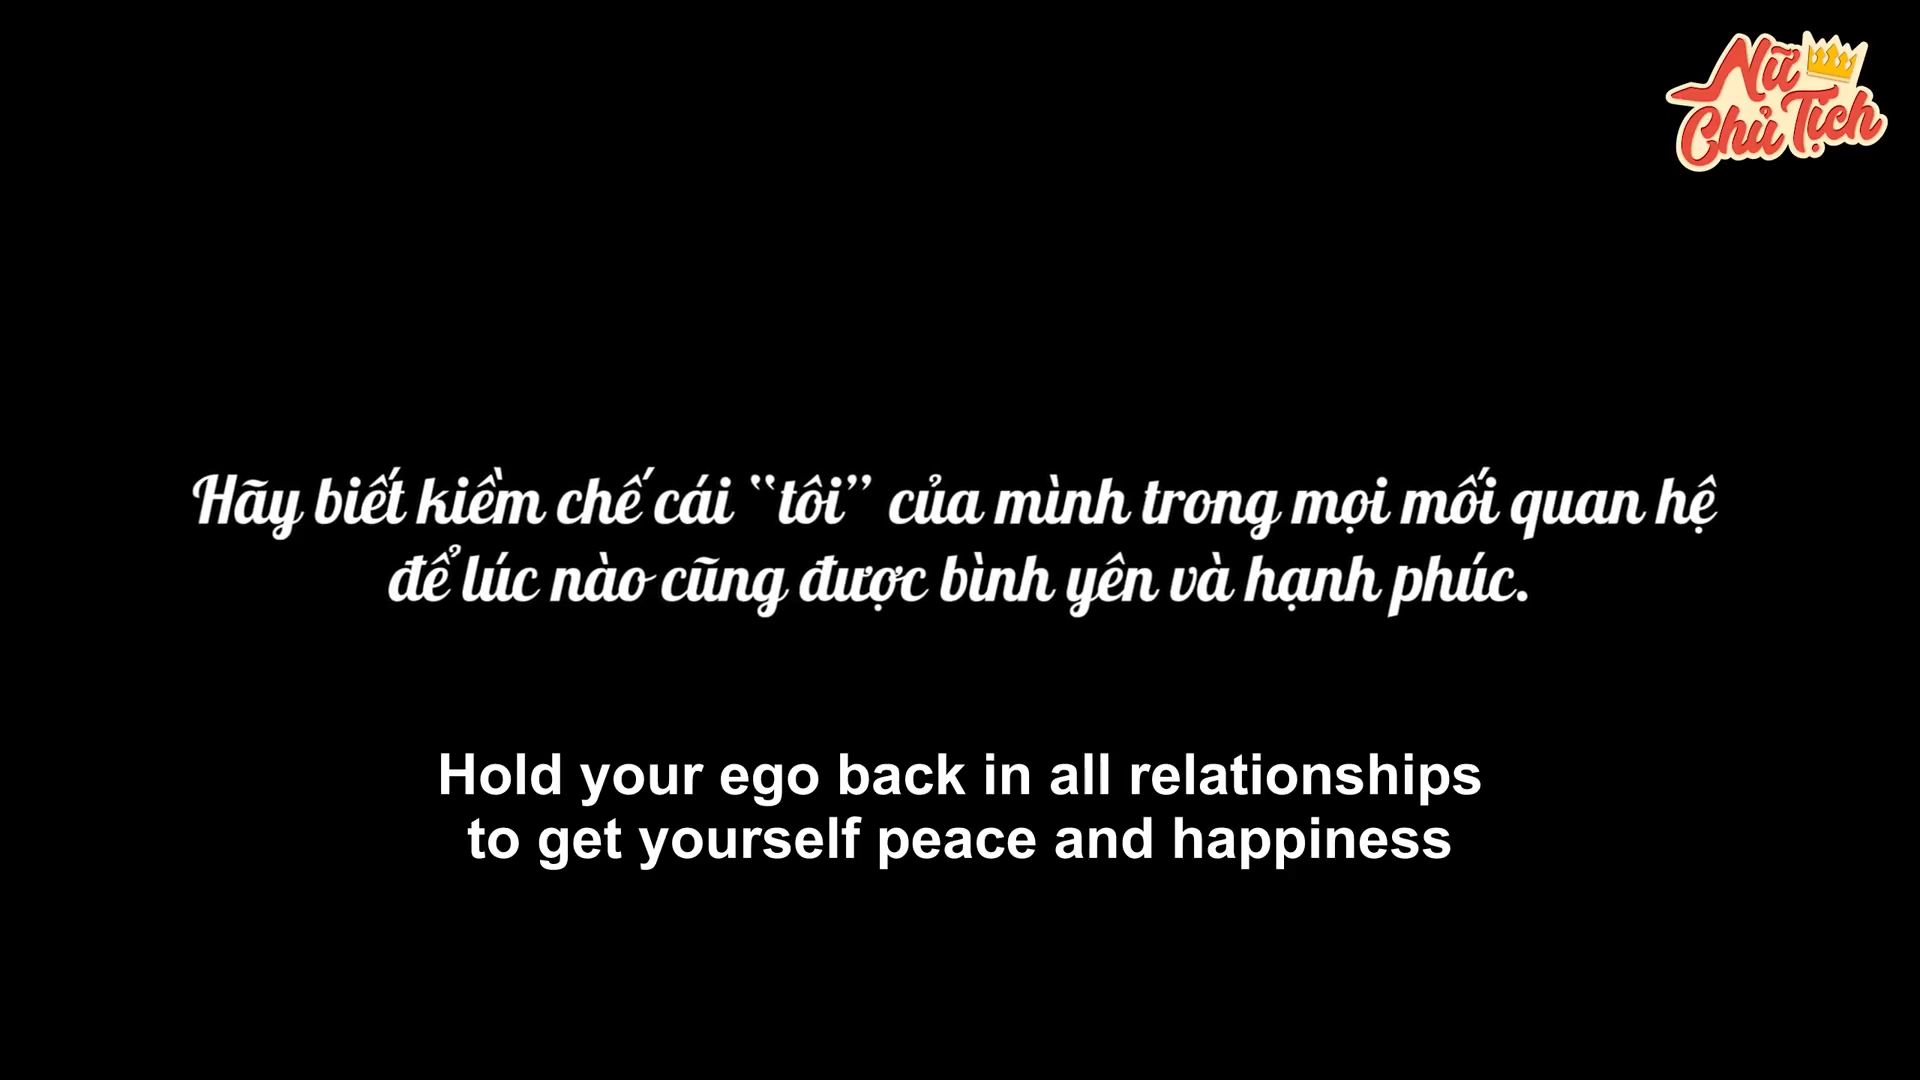 Nữ
Chủ Tịch
Hãy biết kiềm chế cái “tôi” của mình trong mọi mối quan hệ
để lúc nào cũng được bình yên và hạnh phúc.
Hold your ego back in all relationships
to get yourself peace and happiness